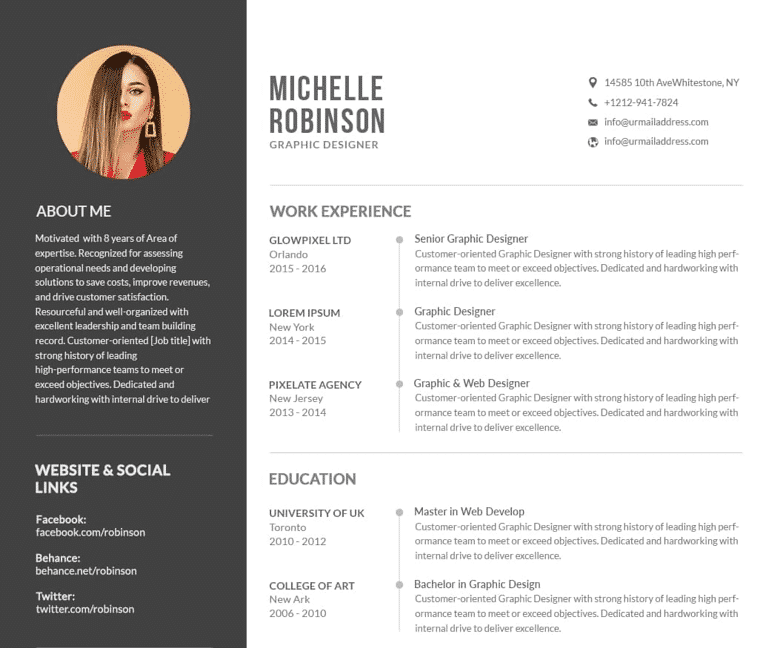 MICHELLE
ROBINSON
GRAPHIC DESIGNER
14585 10th AveWhitestone, NY
+1212-941-7824
info@urmailaddress.com
info@urmailaddress.com
ABOUT ME
Motivated with 8 years of Area of
expertise. Recognized for assessing
operational needs and developing
solutions to save costs, improve revenues,
and drive customer satisfaction.
Resourceful and well-organized with
excellent leadership and team building
record. Customer-oriented [Job title] with
strong history of leading
high-performance teams to meet or
exceed objectives. Dedicated and
hardworking with internal drive to deliver
WEBSITE & SOCIAL
LINKS
Facebook:
facebook.com/robinson
Behance:
behance.net/robinson
Twitter:
twitter.com/robinson
WORK EXPERIENCE
GLOWPIXEL LTD
Orlando
2015 - 2016
Senior Graphic Designer
Customer-oriented Graphic Designer with strong history of leading high perf-
ormance team to meet or exceed objectives. Dedicated and hardworking with
internal drive to deliver excellence.
LOREM IPSUM
New York
2014 - 2015
Graphic Designer
Customer-oriented Graphic Designer with strong history of leading high perf-
ormance team to meet or exceed objectives. Dedicated and hardworking with
internal drive to deliver excellence.
PIXELATE AGENCY
New Jersey
2013 - 2014
Graphic & Web Designer
Customer-oriented Graphic Designer with strong history of leading high perf-
ormance team to meet or exceed objectives. Dedicated and hardworking with
internal drive to deliver excellence.
EDUCATION
UNIVERSITY OF UK
Toronto
2010 - 2012
Master in Web Develop
Customer-oriented Graphic Designer with strong history of leading high perf-
ormance team to meet or exceed objectives. Dedicated and hardworking with
internal drive to deliver excellence.
COLLEGE OF ART
New Ark
2006 - 2010
Bachelor in Graphic Design
Customer-oriented Graphic Designer with strong history of leading high perf-
ormance team to meet or exceed objectives. Dedicated and hardworking with
internal drive to deliver excellence.